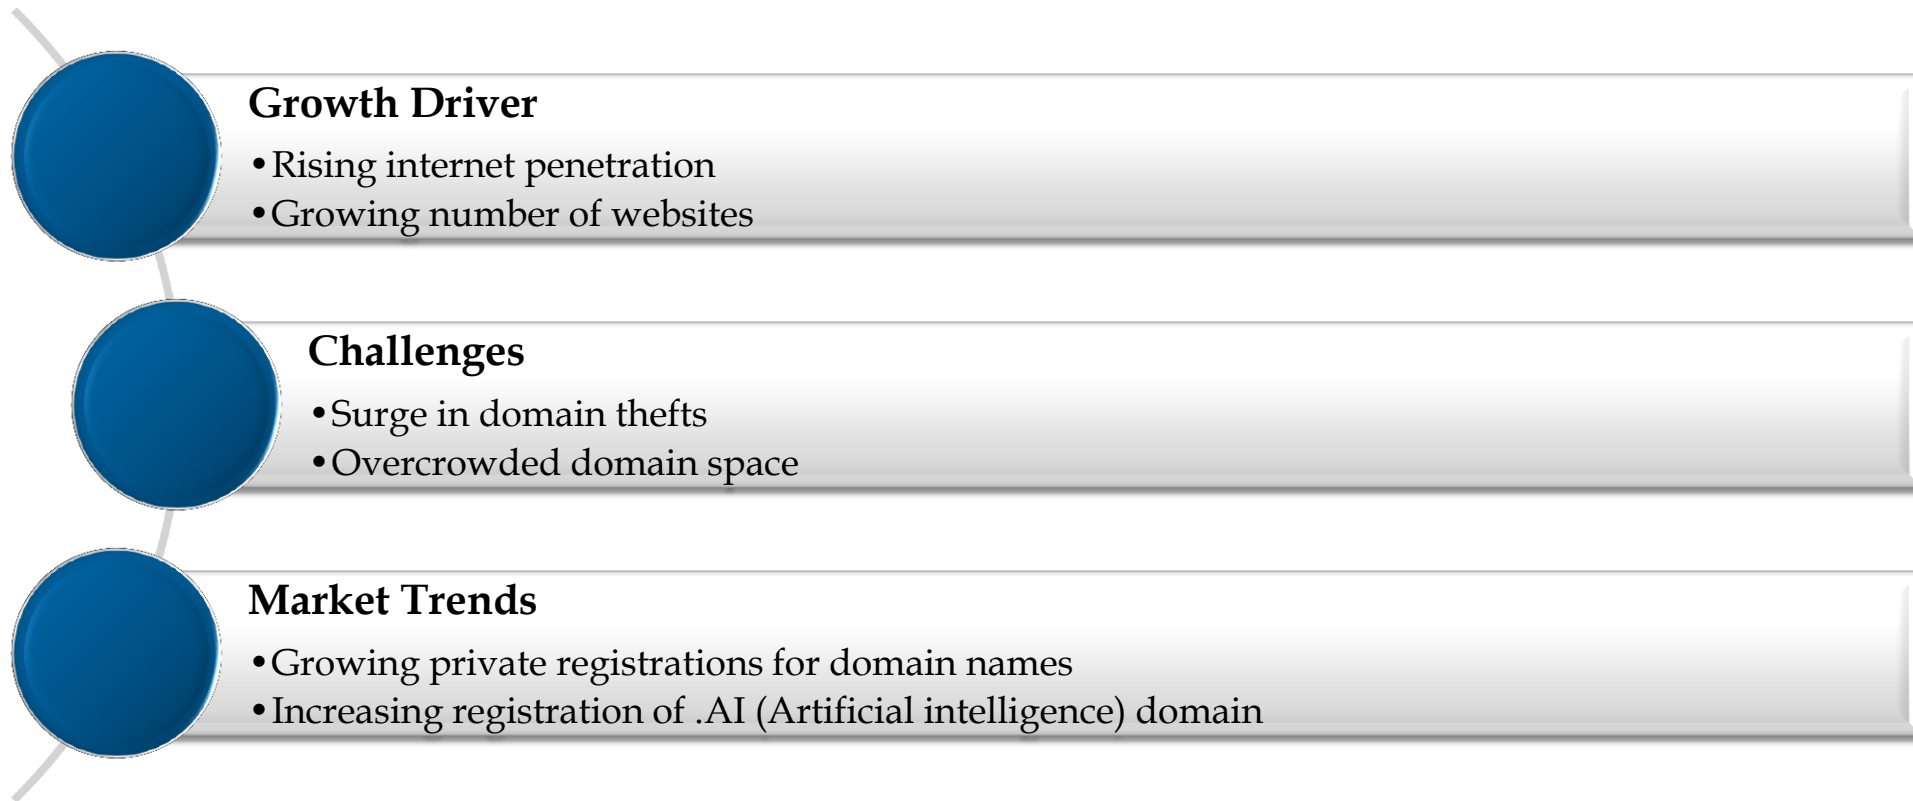 Growth Driver
•Rising internet penetration
•Growing number of websites
Challenges
•Surge in domain thefts
•Overcrowded domain space
Market Trends
•Growing private registrations for domain names
•Increasing registration of .AI (Artificial intelligence) domain